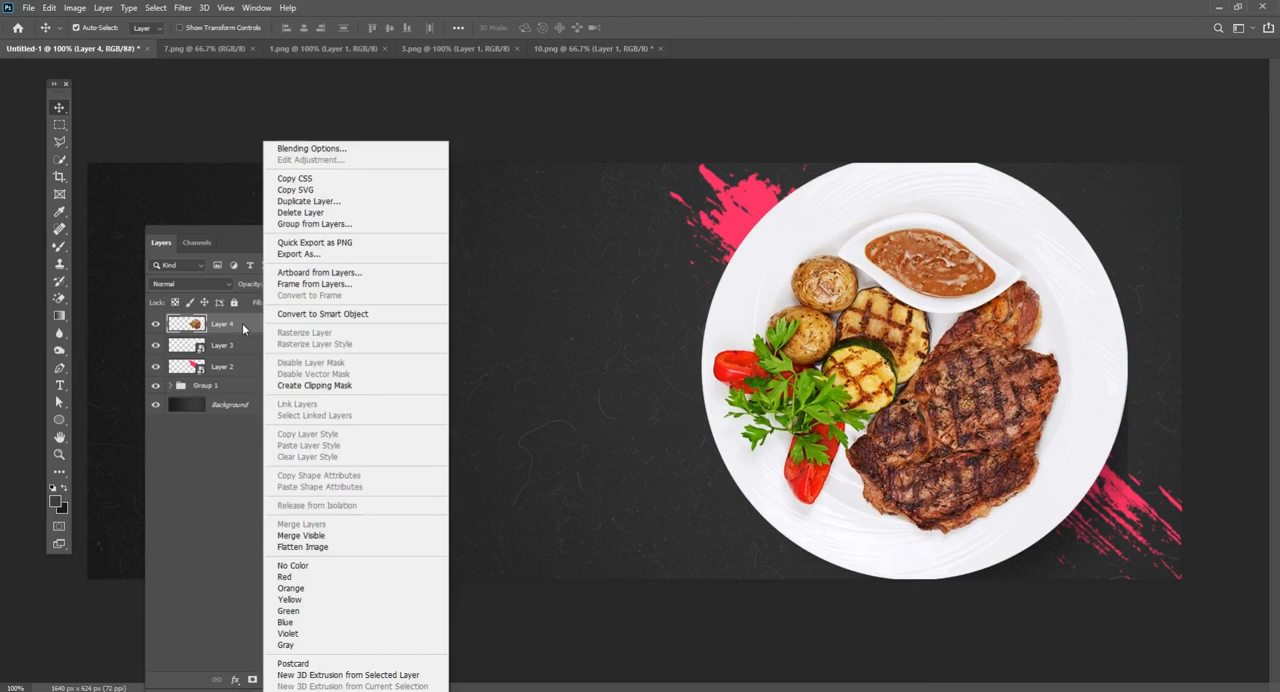 Ps File Edit Image Layer Type Select Filter 3D View Window Help
Auto-Select: Layer Show Transform Controls 3D Mode:
Untitled-1 @ 100% (Layer 4, RGB/8#) * × 7.png @ 66.7% (RGB/8) × 1.png @ 100% (Layer 1, RGB/8) × 3.png @ 100% (Layer 1, RGB/8) × 10.png @ 66.7% (Layer 1, RGB/8) * ×
Layers Channels
Kind
Normal Opacity:
Lock: Fill:
Layer 4
Layer 3
Layer 2
Group 1
Background
Blending Options...
Edit Adjustment...
Copy CSS
Copy SVG
Duplicate Layer...
Delete Layer
Group from Layers...
Quick Export as PNG
Export As...
Artboard from Layers...
Frame from Layers...
Convert to Frame
Convert to Smart Object
Rasterize Layer
Rasterize Layer Style
Disable Layer Mask
Disable Vector Mask
Create Clipping Mask
Link Layers
Select Linked Layers
Copy Layer Style
Paste Layer Style
Clear Layer Style
Copy Shape Attributes
Paste Shape Attributes
Release from Isolation
Merge Layers
Merge Visible
Flatten Image
No Color
Red
Orange
Yellow
Green
Blue
Violet
Gray
Postcard
New 3D Extrusion from Selected Layer
New 3D Extrusion from Current Selection
fx
100% 1640 px x 624 px (72 ppi)